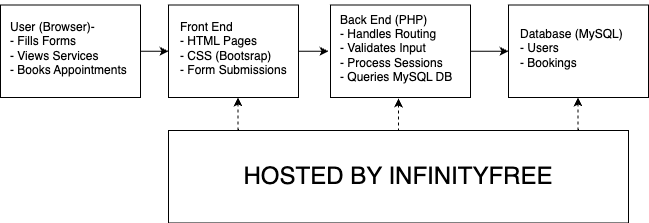 User (Browser)-
- Fills Forms
- Views Services
- Books Appointments
Front End
- HTML Pages
- CSS (Bootsrap)
- Form Submissions
Back End (PHP)
- Handles Routing
- Validates Input
- Process Sessions
- Queries MySQL DB
Database (MySQL)
- Users
- Bookings
HOSTED BY INFINITYFREE